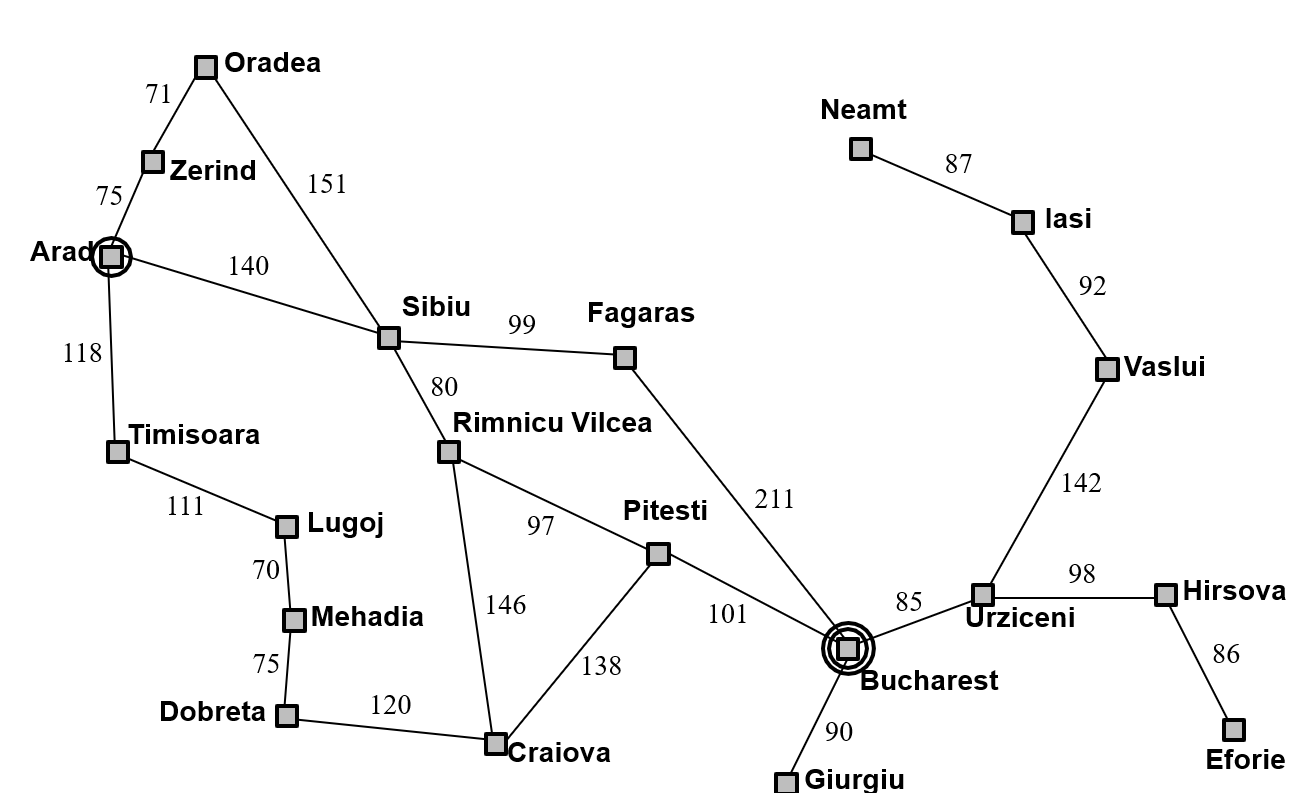 Oradea
71
Neamt
87
Zerind
151
75
Iasi
Arad
140
92
Sibiu
Fagaras
99
118
Vaslui
80
Rimnicu Vilcea
Timisoara
142
211
Pitesti
111
Lugoj
97
70
98
Hirsova
146
101
85
Urziceni
Mehadia
75
138
86
Bucharest
Dobreta
120
90
Craiova
Eforie
Giurgiu